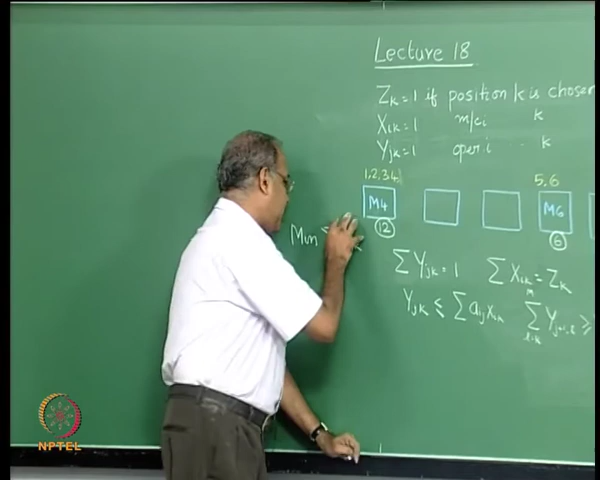 Lecture 18
Zk = 1 if position k is chosen
Xik = 1 m/c i k
Yjk = 1 oper. i - - k
1,2,3,4 5,6
M4 M6
12 6
Min
∑ Yjk = 1 ∑ Xik = Zk
Yjk ≤ ∑ aij Xik ∑ Yj+1,l ≥
l=k
NPTEL